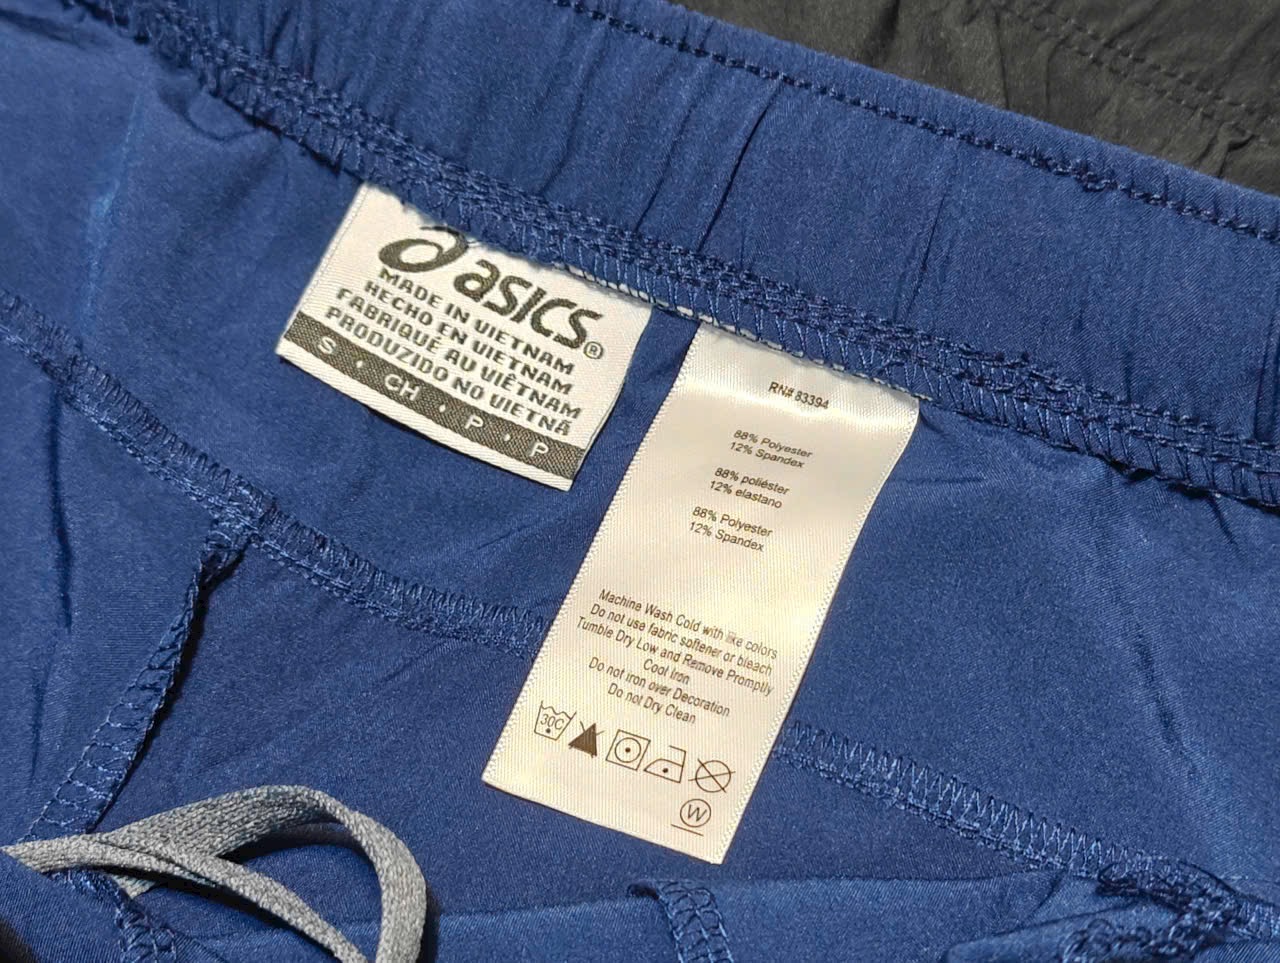 asics®
MADE IN VIETNAM
HECHO EN VIETNAM
FABRIQUÉ AU VIÊTNAM
PRODUZIDO NO VIETNÃ
S · CH · P · P
RN# 83394
88% Polyester
12% Spandex
88% poliéster
12% elastano
88% Polyester
12% Spandex
Machine Wash Cold with like colors
Do not use fabric softener or bleach
Tumble Dry Low and Remove Promptly
Cool Iron
Do not iron over Decoration
Do not Dry Clean
30C
W